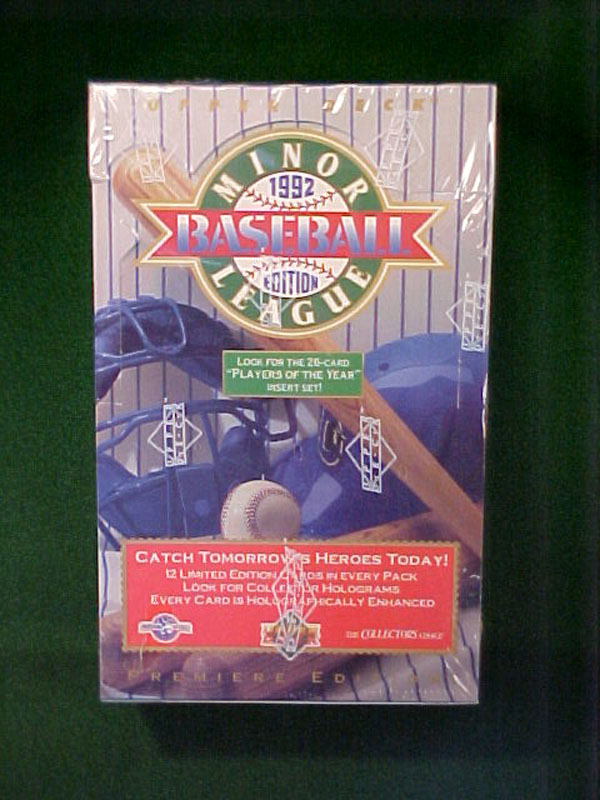 UPPER DECK
MINOR
1992
BASEBALL
EDITION
LEAGUE
LOOK FOR THE 26-CARD
"PLAYERS OF THE YEAR"
INSERT SET!
CATCH TOMORROW'S HEROES TODAY!
12 LIMITED EDITION CARDS IN EVERY PACK
LOOK FOR COLLECTOR HOLOGRAMS
EVERY CARD IS HOLOGRAPHICALLY ENHANCED
THE COLLECTORS CHOICE
PREMIERE EDITION